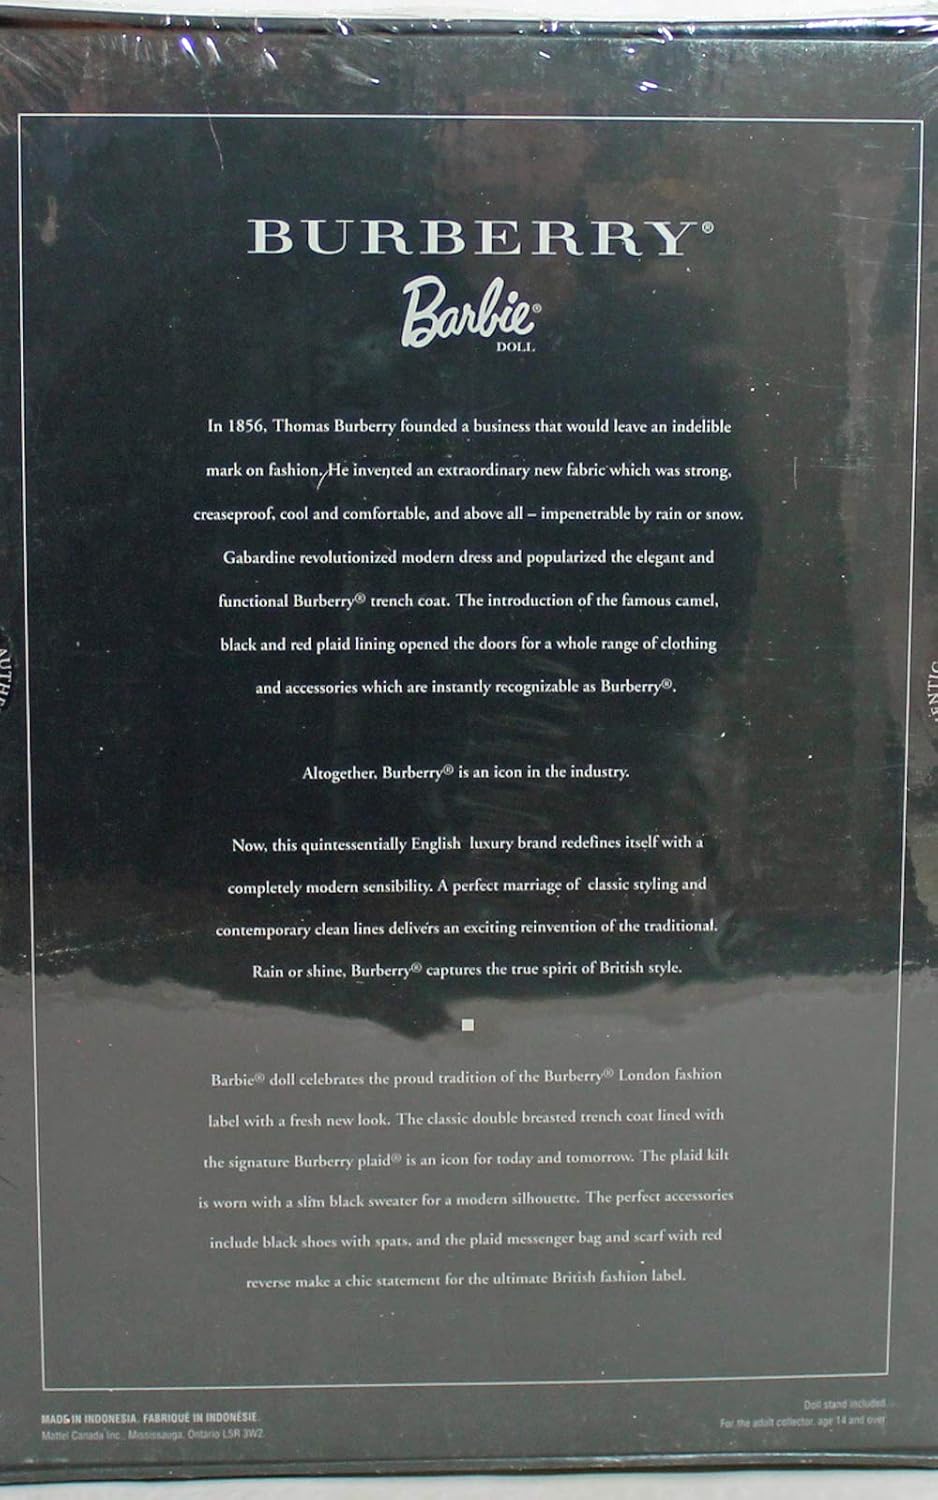 BURBERRY®
Barbie®
DOLL
In 1856, Thomas Burberry founded a business that would leave an indelible
mark on fashion. He invented an extraordinary new fabric which was strong,
creaseproof, cool and comfortable, and above all – impenetrable by rain or snow.
Gabardine revolutionized modern dress and popularized the elegant and
functional Burberry® trench coat. The introduction of the famous camel,
black and red plaid lining opened the doors for a whole range of clothing
and accessories which are instantly recognizable as Burberry®.
Altogether, Burberry® is an icon in the industry.
Now, this quintessentially English luxury brand redefines itself with a
completely modern sensibility. A perfect marriage of classic styling and
contemporary clean lines delivers an exciting reinvention of the traditional.
Rain or shine, Burberry® captures the true spirit of British style.
Barbie® doll celebrates the proud tradition of the Burberry® London fashion
label with a fresh new look. The classic double breasted trench coat lined with
the signature Burberry plaid® is an icon for today and tomorrow. The plaid kilt
is worn with a slim black sweater for a modern silhouette. The perfect accessories
include black shoes with spats, and the plaid messenger bag and scarf with red
reverse make a chic statement for the ultimate British fashion label.
MADE IN INDONESIA. FABRIQUÉ IN INDONÉSIE.
Mattel Canada Inc., Mississauga, Ontario L5R 3W2.
Doll stand included.
For the adult collector, age 14 and over.
AUTHE
ENTIC